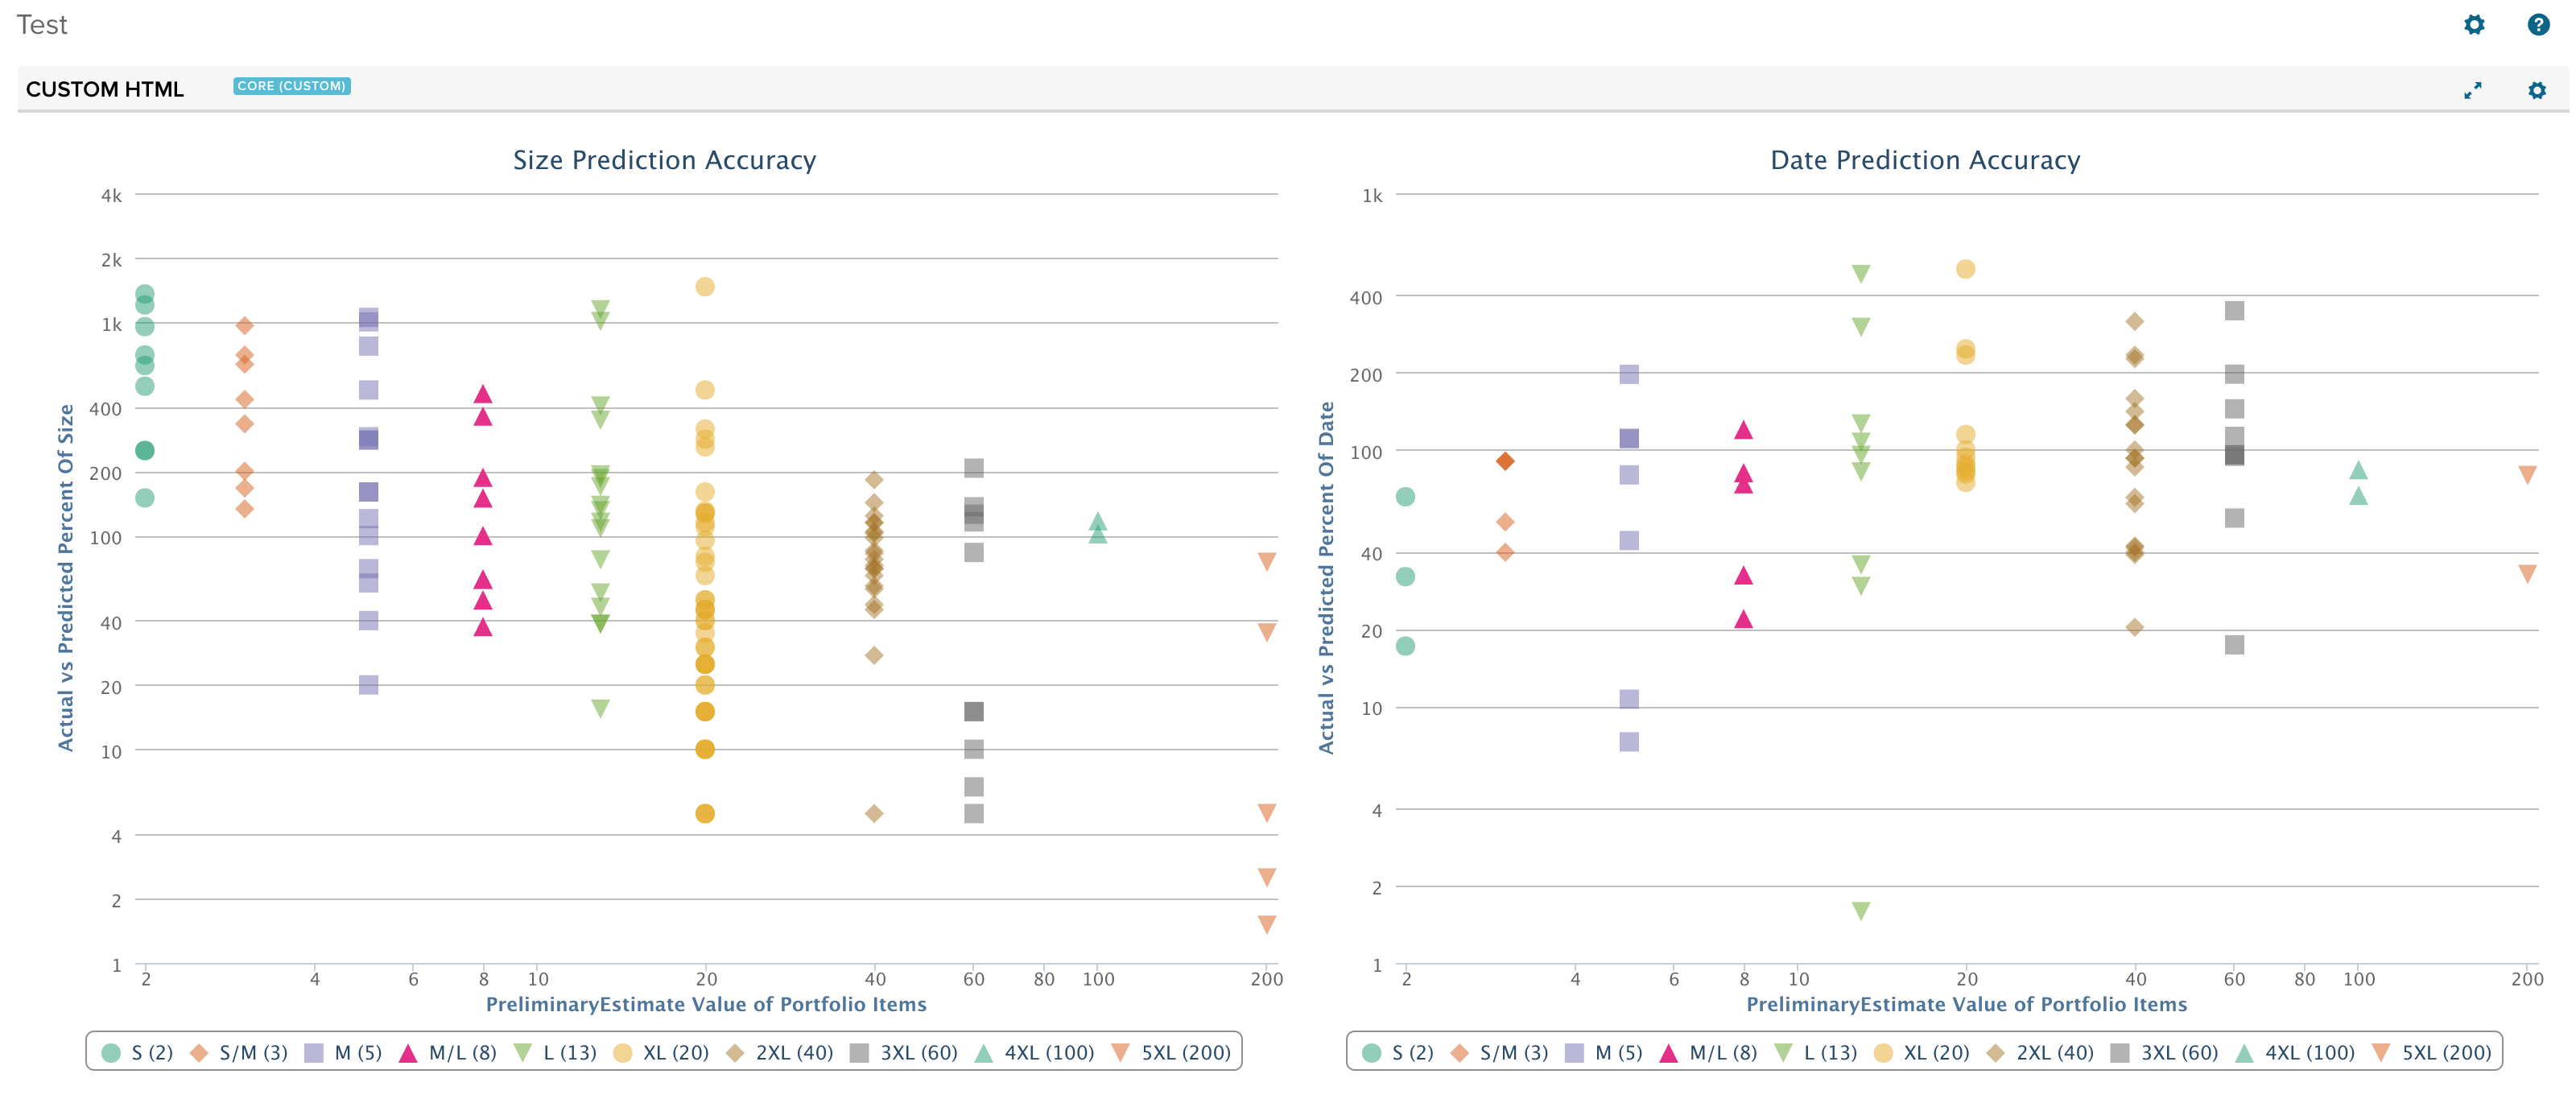 Test
CUSTOM HTML CORE (CUSTOM)
Size Prediction Accuracy
Actual vs Predicted Percent Of Size
4k
2k
1k
400
200
100
40
20
10
4
2
1
2 4 6 8 10 20 40 60 80 100 200
PreliminaryEstimate Value of Portfolio Items
S (2) S/M (3) M (5) M/L (8) L (13) XL (20) 2XL (40) 3XL (60) 4XL (100) 5XL (200)
Date Prediction Accuracy
Actual vs Predicted Percent Of Date
1k
400
200
100
40
20
10
4
2
1
2 4 6 8 10 20 40 60 80 100 200
PreliminaryEstimate Value of Portfolio Items
S (2) S/M (3) M (5) M/L (8) L (13) XL (20) 2XL (40) 3XL (60) 4XL (100) 5XL (200)